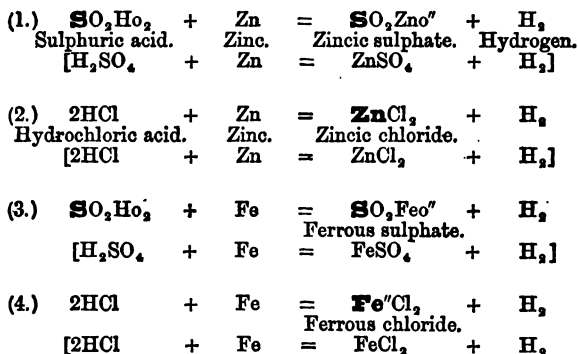 (1.) SO₂Ho₂ + Zn = SO₂Zno″ + H₂
Sulphuric acid. Zinc. Zincic sulphate. Hydrogen.
[H₂SO₄ + Zn = ZnSO₄ + H₂]
(2.) 2HCl + Zn = ZnCl₂ + H₂
Hydrochloric acid. Zinc. Zincic chloride.
[2HCl + Zn = ZnCl₂ + H₂]
(3.) SO₂Ho₂ + Fe = SO₂Feo″ + H₂
Ferrous sulphate.
[H₂SO₄ + Fe = FeSO₄ + H₂]
(4.) 2HCl + Fe = Fe″Cl₂ + H₂
Ferrous chloride.
[2HCl + Fe = FeCl₂ + H₂